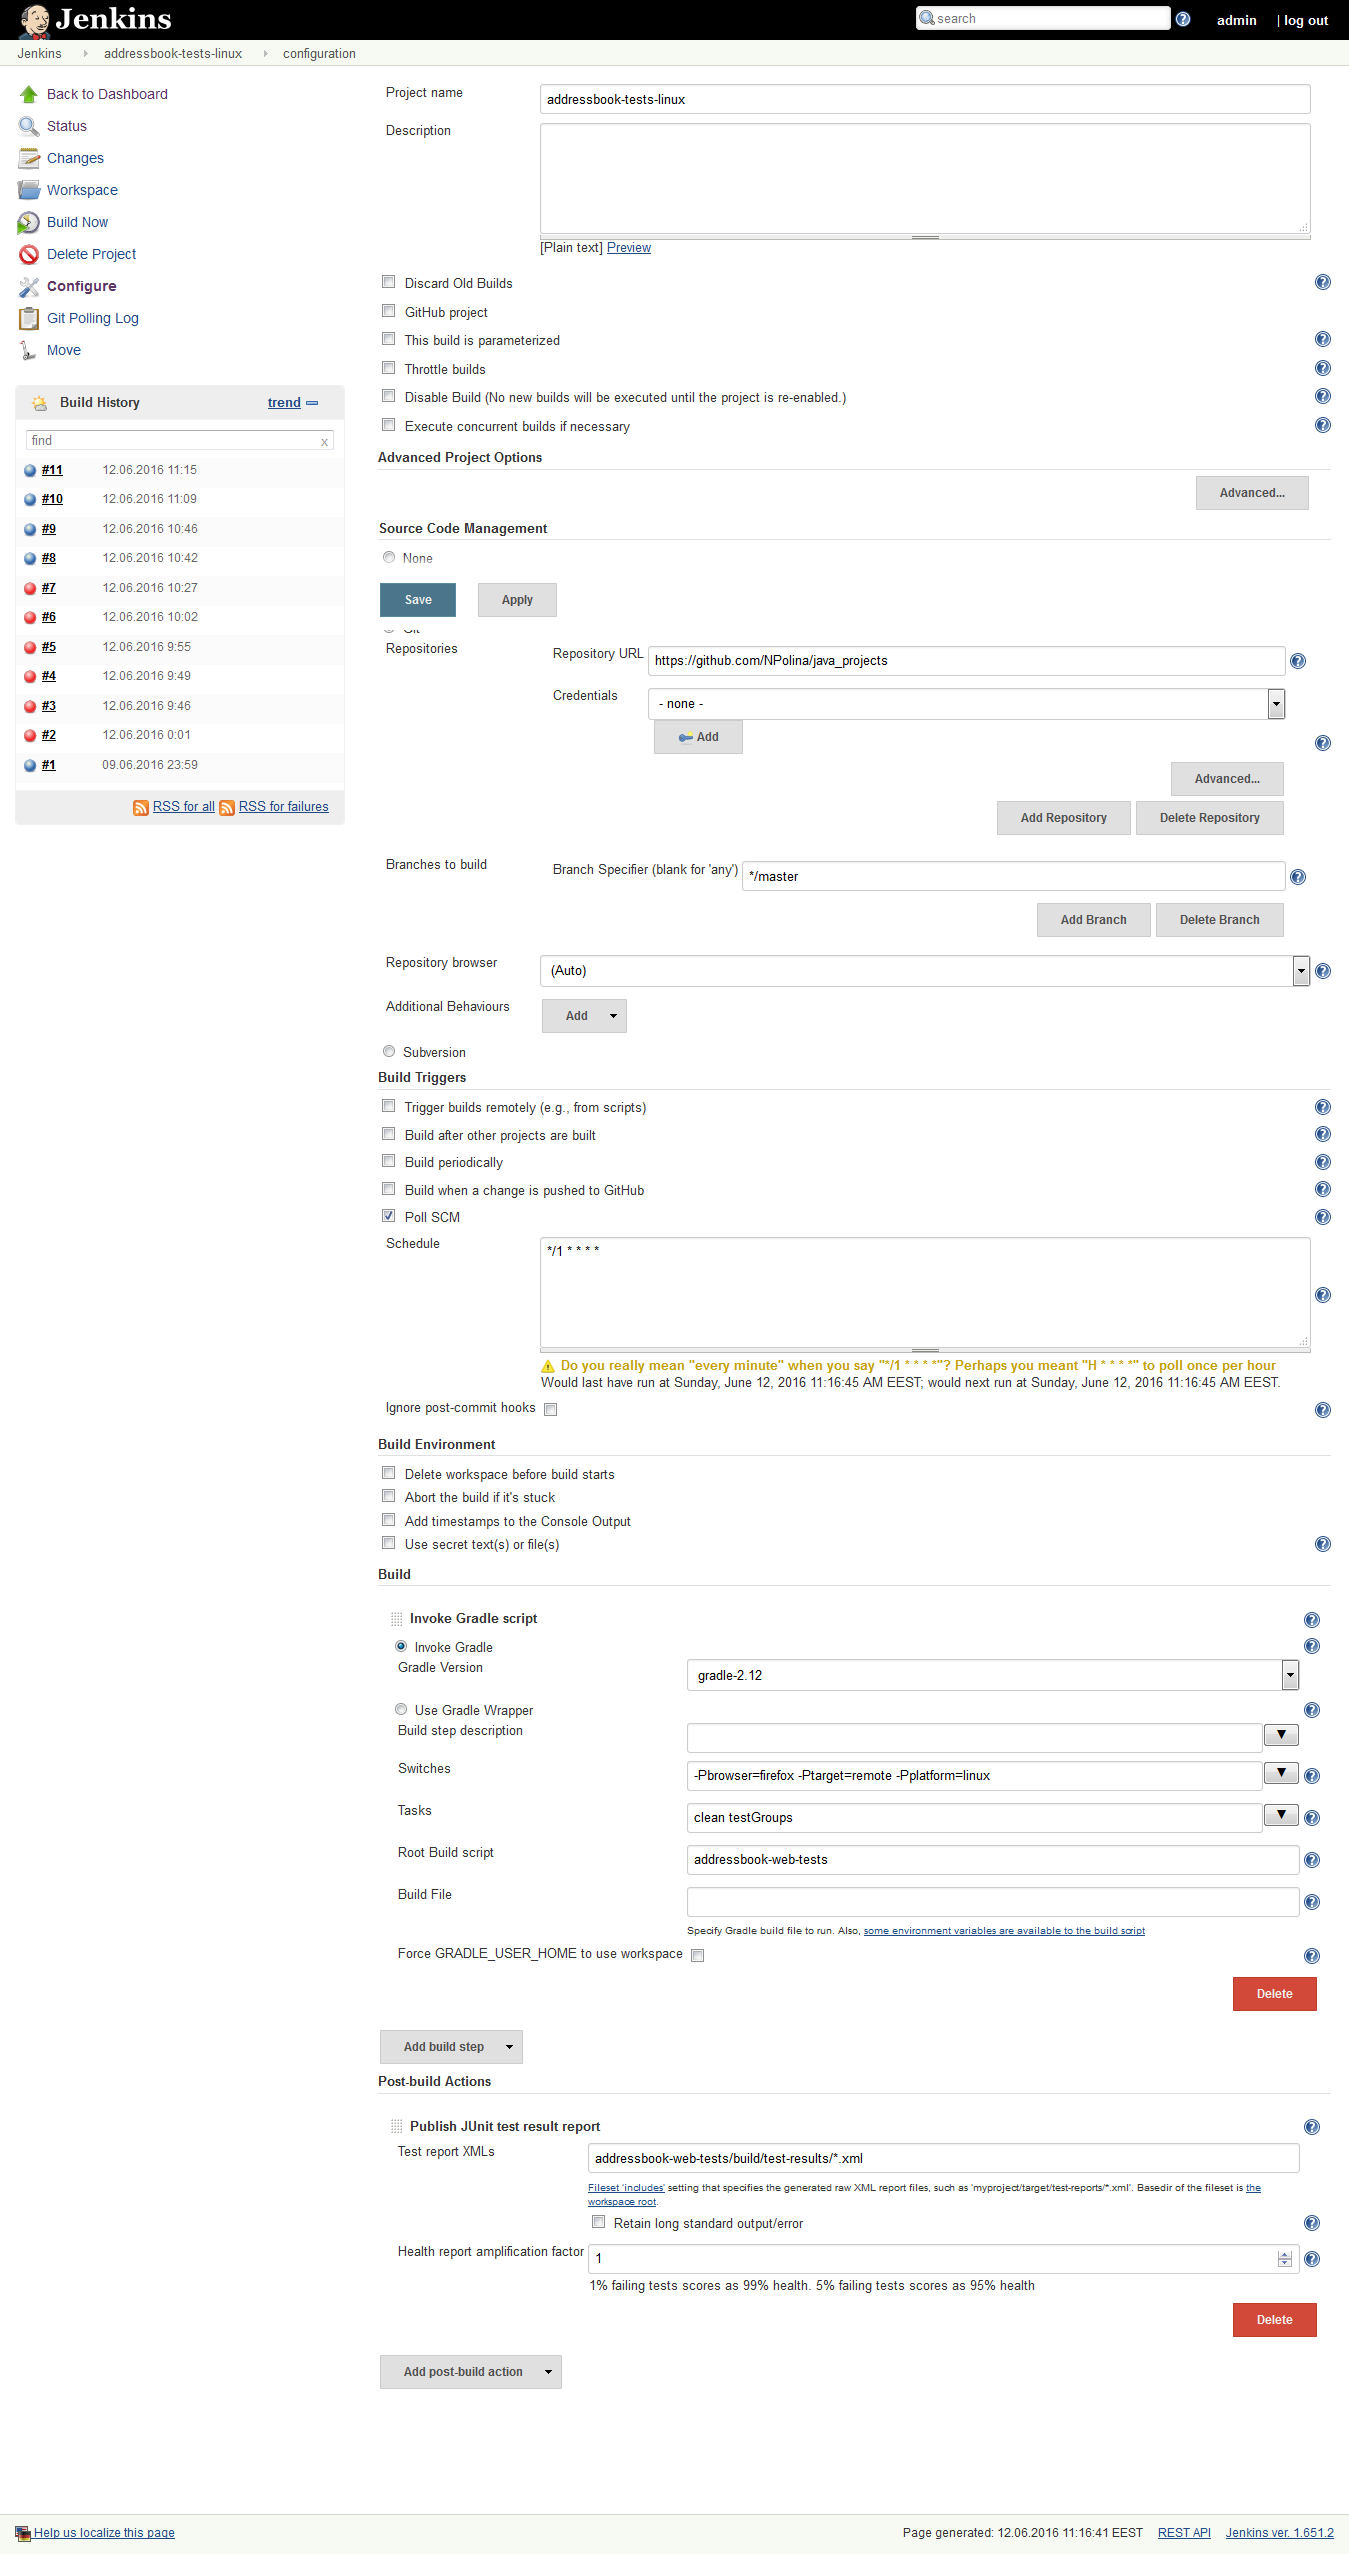 Jenkins
search
admin
| log out
Jenkins
addressbook-tests-linux
configuration
Back to Dashboard
Status
Changes
Workspace
Build Now
Delete Project
Configure
Git Polling Log
Move
Build History
trend
find
x
#11 12.06.2016 11:15
#10 12.06.2016 11:09
#9 12.06.2016 10:46
#8 12.06.2016 10:42
#7 12.06.2016 10:27
#6 12.06.2016 10:02
#5 12.06.2016 9:55
#4 12.06.2016 9:49
#3 12.06.2016 9:46
#2 12.06.2016 0:01
#1 09.06.2016 23:59
RSS for all RSS for failures
Project name addressbook-tests-linux
Description
[Plain text] Preview
Discard Old Builds
GitHub project
This build is parameterized
Throttle builds
Disable Build (No new builds will be executed until the project is re-enabled.)
Execute concurrent builds if necessary
Advanced Project Options
Advanced...
Source Code Management
None
Save Apply
Git
Repositories
Repository URL https://github.com/NPolina/java_projects
Credentials - none -
Add
Advanced...
Add Repository Delete Repository
Branches to build
Branch Specifier (blank for 'any') */master
Add Branch Delete Branch
Repository browser (Auto)
Additional Behaviours Add
Subversion
Build Triggers
Trigger builds remotely (e.g., from scripts)
Build after other projects are built
Build periodically
Build when a change is pushed to GitHub
Poll SCM
Schedule */1 * * * *
Do you really mean "every minute" when you say "*/1 * * * *"? Perhaps you meant "H * * * *" to poll once per hour
Would last have run at Sunday, June 12, 2016 11:16:45 AM EEST; would next run at Sunday, June 12, 2016 11:16:45 AM EEST.
Ignore post-commit hooks
Build Environment
Delete workspace before build starts
Abort the build if it's stuck
Add timestamps to the Console Output
Use secret text(s) or file(s)
Build
Invoke Gradle script
Invoke Gradle
Gradle Version gradle-2.12
Use Gradle Wrapper
Build step description
Switches -Pbrowser=firefox -Ptarget=remote -Pplatform=linux
Tasks clean testGroups
Root Build script addressbook-web-tests
Build File
Specify Gradle build file to run. Also, some environment variables are available to the build script
Force GRADLE_USER_HOME to use workspace
Delete
Add build step
Post-build Actions
Publish JUnit test result report
Test report XMLs addressbook-web-tests/build/test-results/*.xml
Fileset 'includes' setting that specifies the generated raw XML report files, such as 'myproject/target/test-reports/*.xml'. Basedir of the fileset is the
workspace root.
Retain long standard output/error
Health report amplification factor 1
1% failing tests scores as 99% health. 5% failing tests scores as 95% health
Delete
Add post-build action
Help us localize this page
Page generated: 12.06.2016 11:16:41 EEST REST API Jenkins ver. 1.651.2